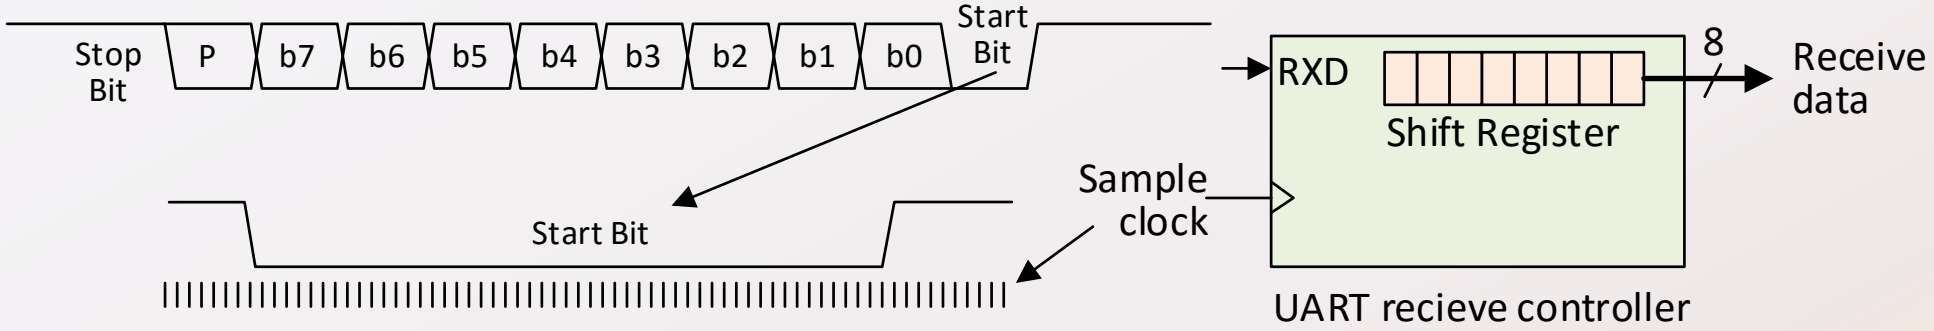 Stop
Bit
P
b7
b6
b5
b4
b3
b2
b1
b0
Start
Bit
RXD
8
Receive
data
Shift Register
Start Bit
Sample
clock
UART recieve controller